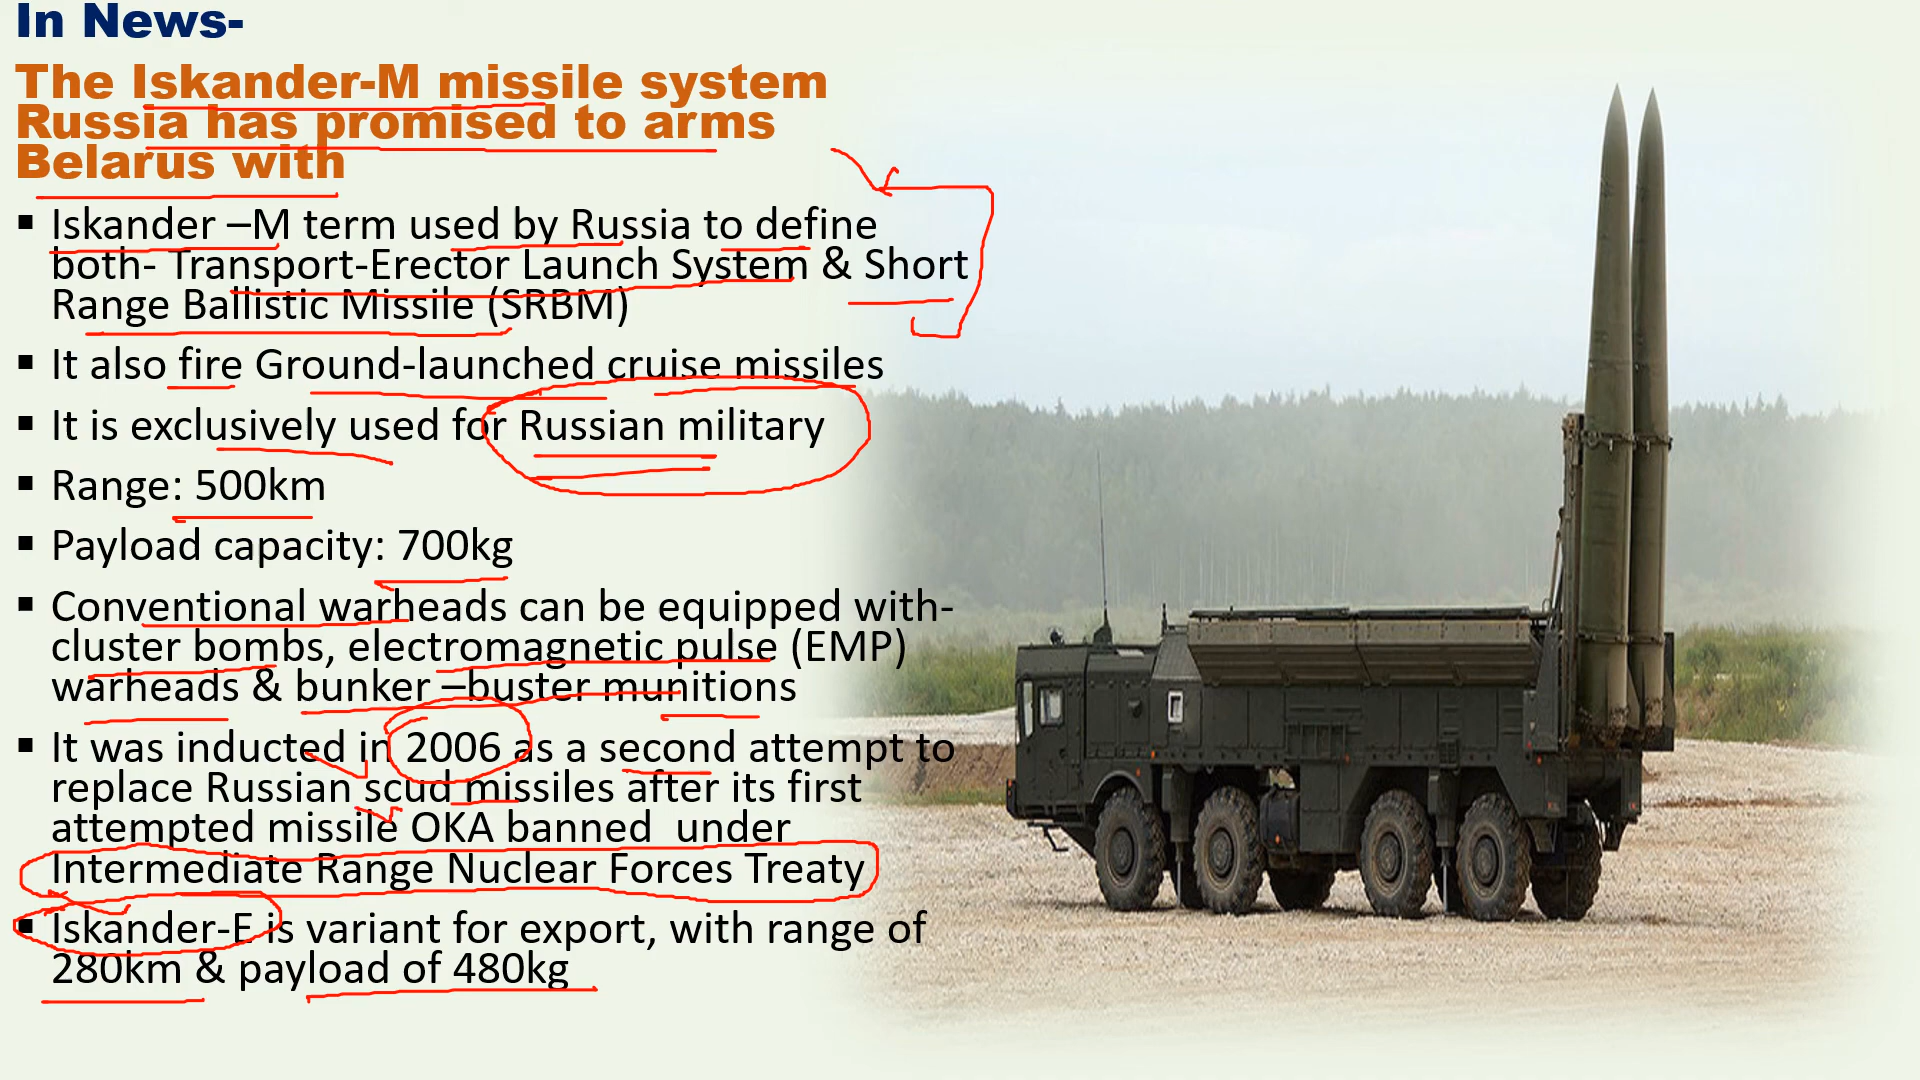 In News-
The Iskander-M missile system
Russia has promised to arms
Belarus with
▪ Iskander –M term used by Russia to define
both- Transport-Erector Launch System & Short
Range Ballistic Missile (SRBM)
▪ It also fire Ground-launched cruise missiles
▪ It is exclusively used for Russian military
▪ Range: 500km
▪ Payload capacity: 700kg
▪ Conventional warheads can be equipped with-
cluster bombs, electromagnetic pulse (EMP)
warheads & bunker –buster munitions
▪ It was inducted in 2006 as a second attempt to
replace Russian scud missiles after its first
attempted missile OKA banned under
Intermediate Range Nuclear Forces Treaty
▪ Iskander-E is variant for export, with range of
280km & payload of 480kg